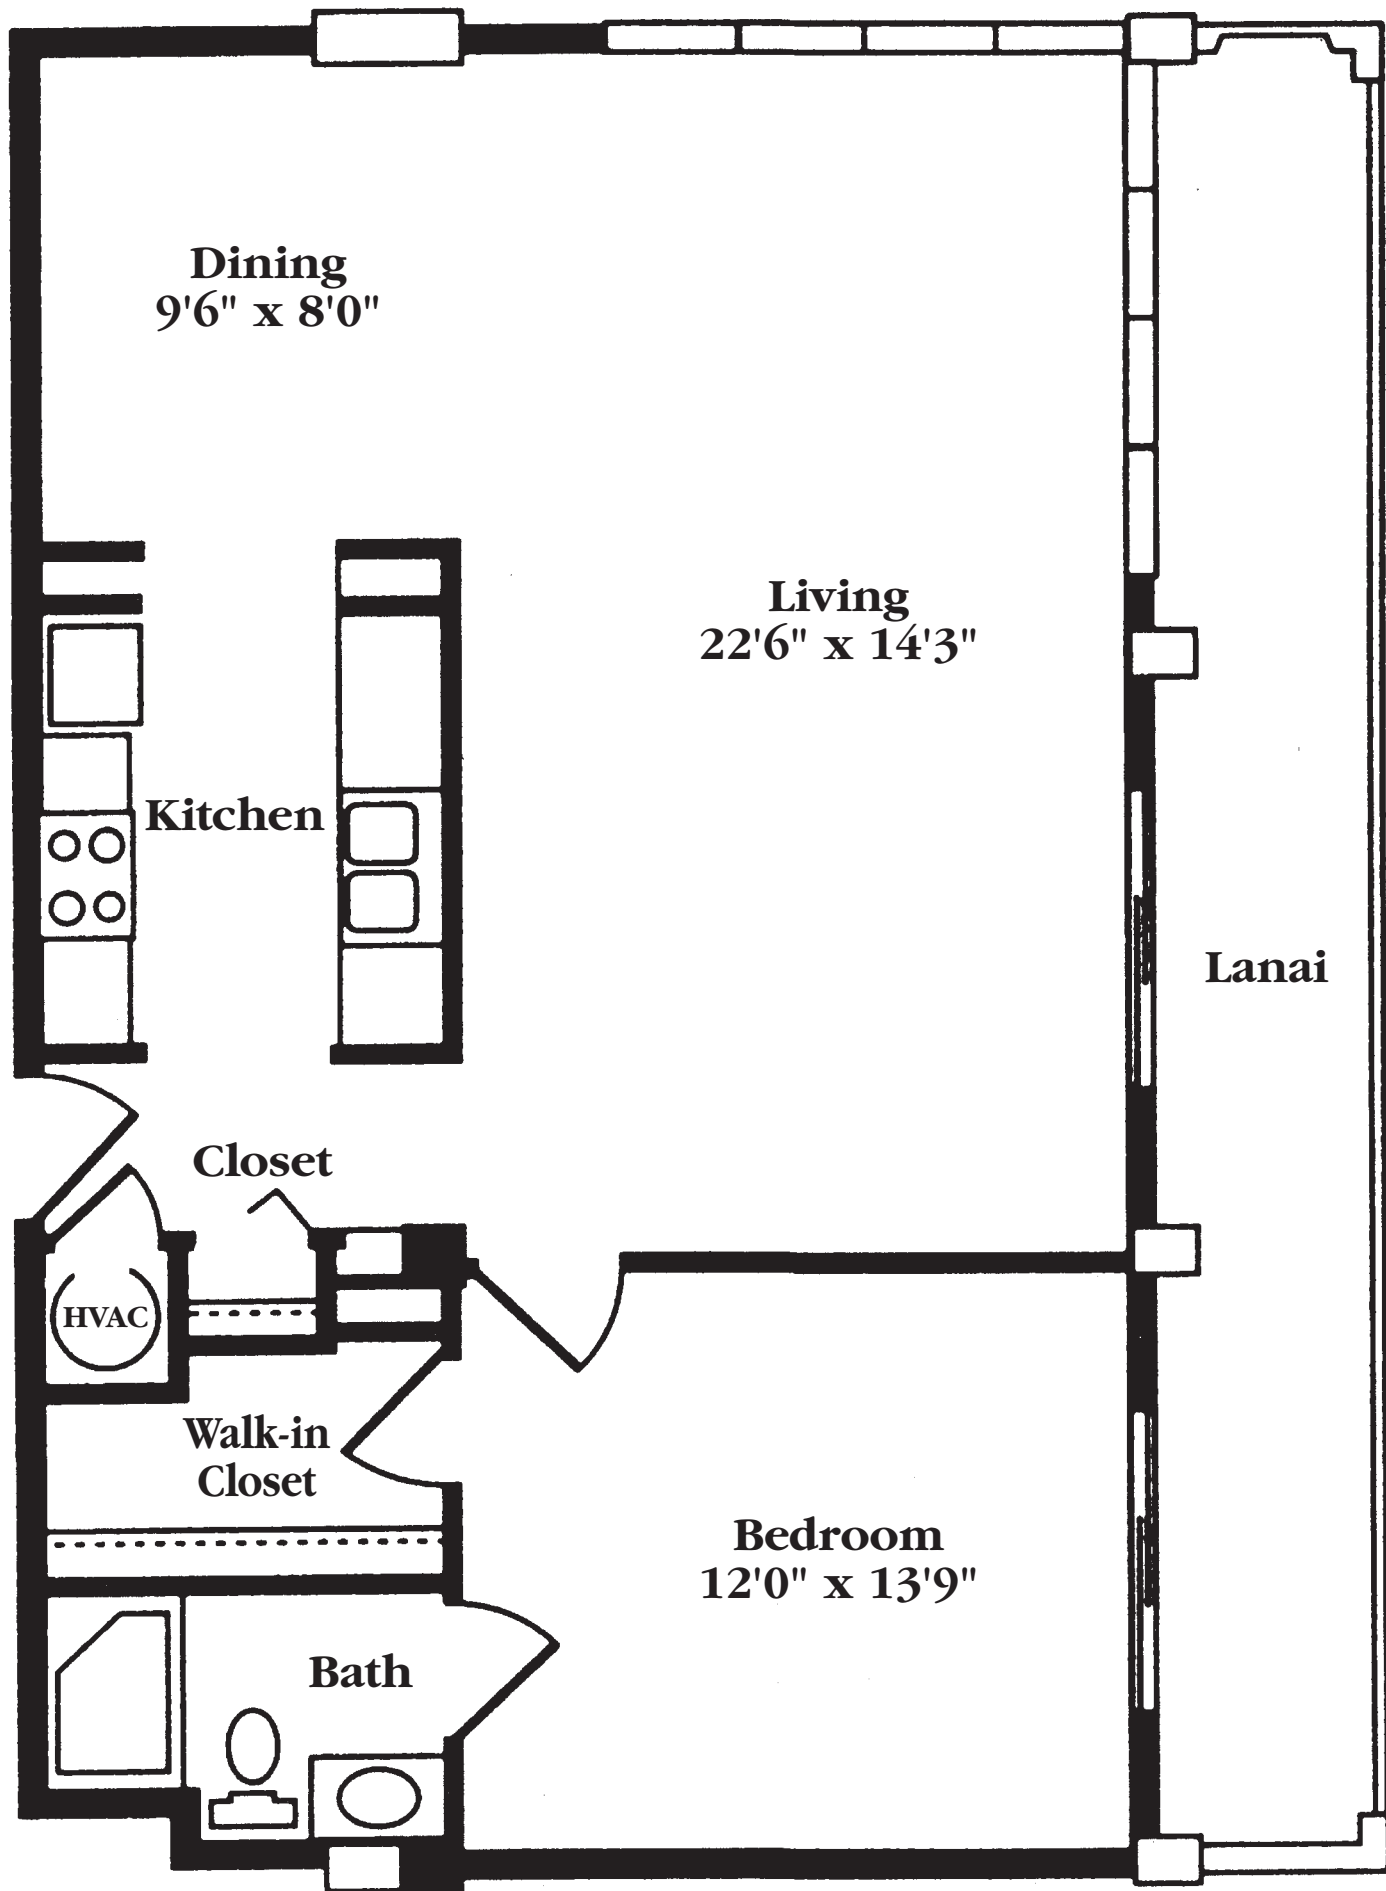 Dining
9'6" x 8'0"
Living
22'6" x 14'3"
Kitchen
Lanai
Closet
HVAC
Walk-in
Closet
Bedroom
12'0" x 13'9"
Bath